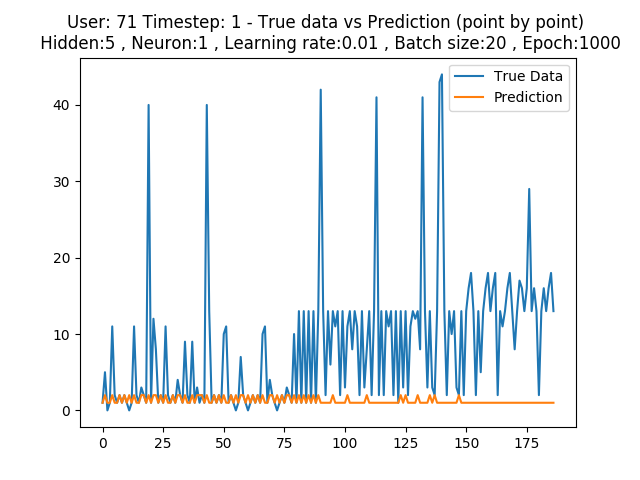 User: 71 Timestep: 1 - True data vs Prediction (point by point)
Hidden:5 , Neuron:1 , Learning rate:0.01 , Batch size:20 , Epoch:1000
True Data
Prediction
40
30
20
10
0
0 25 50 75 100 125 150 175